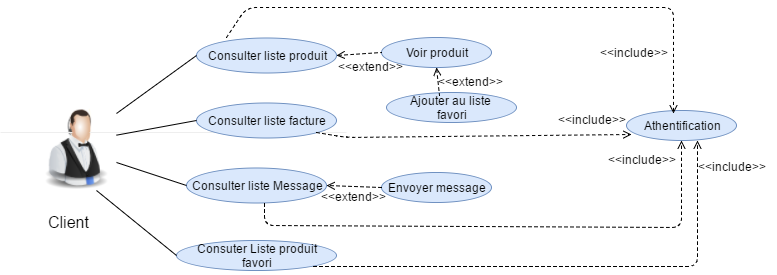 Consulter liste produit
<<extend>>
Voir produit
<<include>>
<<extend>>
Ajouter au liste
favori
Consulter liste facture
<<include>>
Athentification
<<include>>
<<include>>
Consulter liste Message
<<extend>>
Envoyer message
Client
Consuter Liste produit
favori